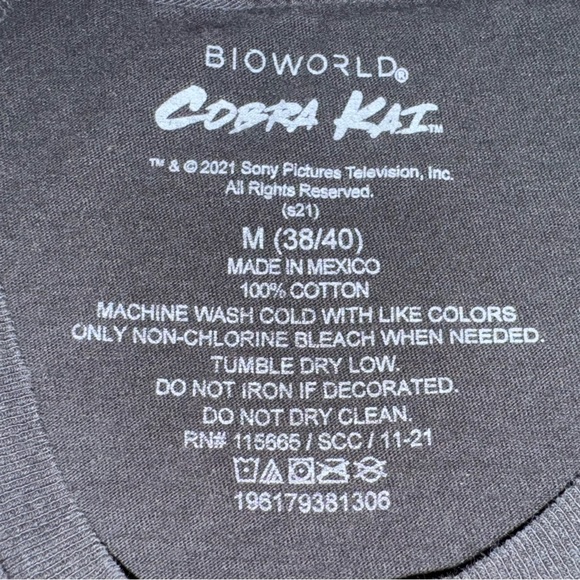 BIOWORLD®
COBRA KAI™
™ & © 2021 Sony Pictures Television, Inc.
All Rights Reserved.
(s21)
M (38/40)
MADE IN MEXICO
100% COTTON
MACHINE WASH COLD WITH LIKE COLORS
ONLY NON-CHLORINE BLEACH WHEN NEEDED.
TUMBLE DRY LOW.
DO NOT IRON IF DECORATED.
DO NOT DRY CLEAN.
RN# 115665 / SCC / 11-21
196179381306